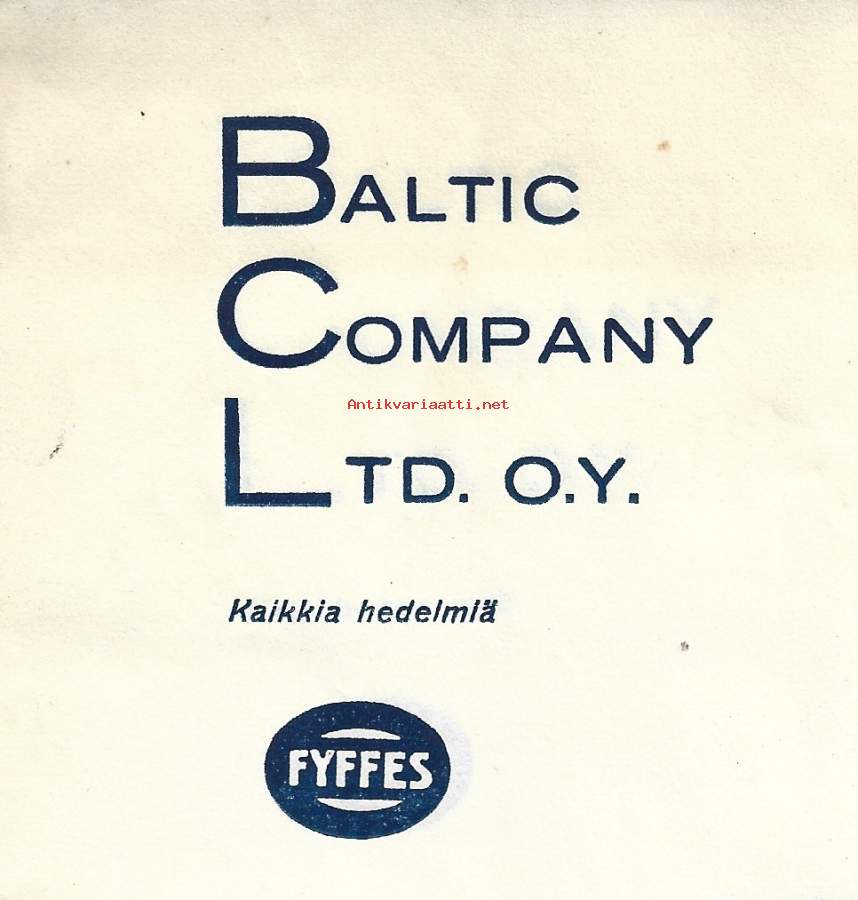 BALTIC
COMPANY
Antikvariaatti.net
LTD. O.Y.
Kaikkia hedelmiä
FYFFES